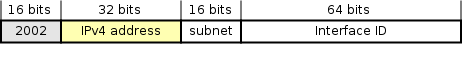 16 bits 32 bits 16 bits 64 bits
2002 IPv4 address subnet Interface ID